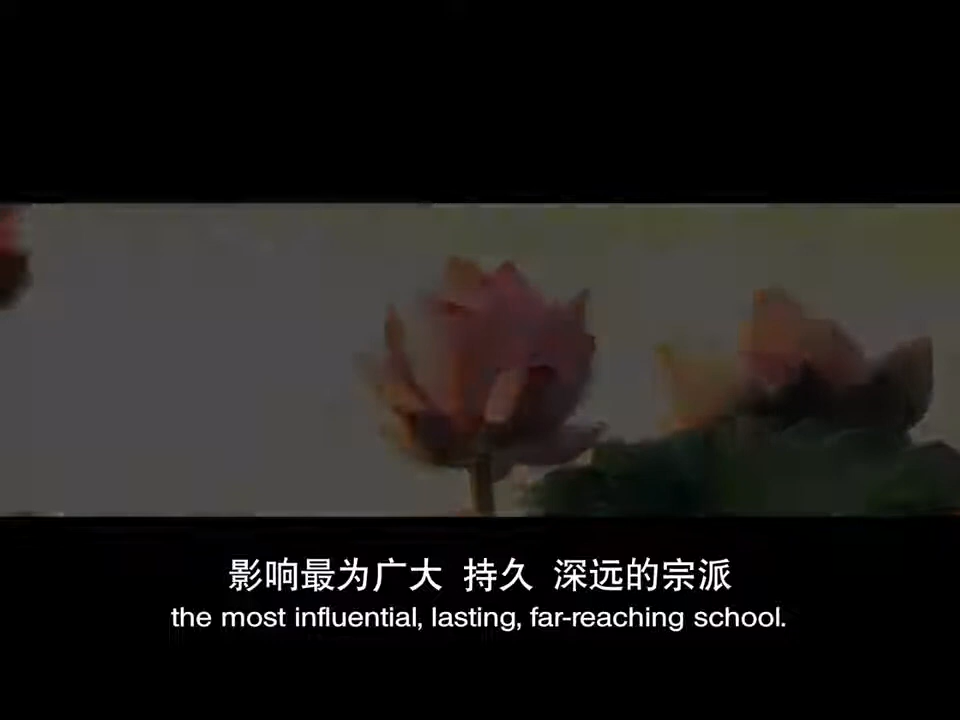 影响最为广大 持久 深远的宗派
the most influential, lasting, far-reaching school.